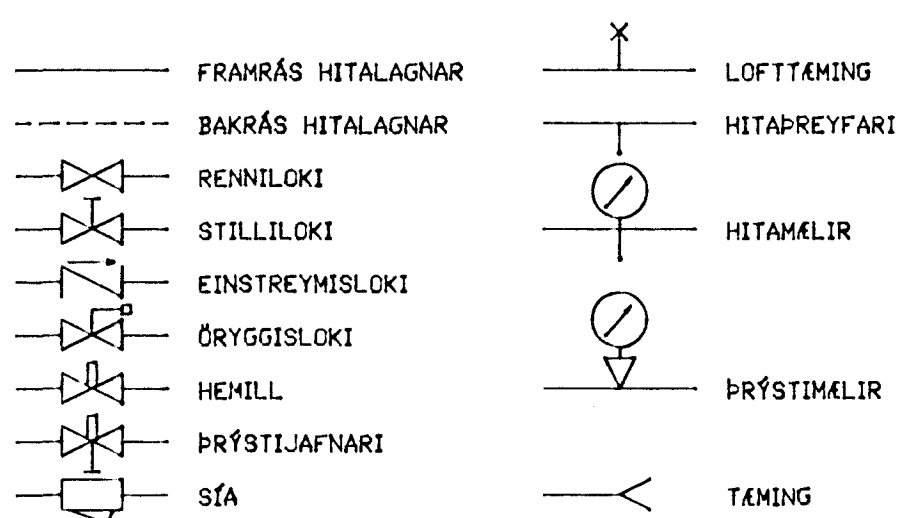 FRAMRÁS HITALAGNAR
BAKRÁS HITALAGNAR
RENNILOKI
STILLILOKI
EINSTREYMISLOKI
ÖRYGGISLOKI
HEMILL
ÞRÝSTIJAFNARI
SÍA
LOFTTÆMING
HITAÞREYFARI
HITAMÆLIR
ÞRÝSTIMÆLIR
TÆMING